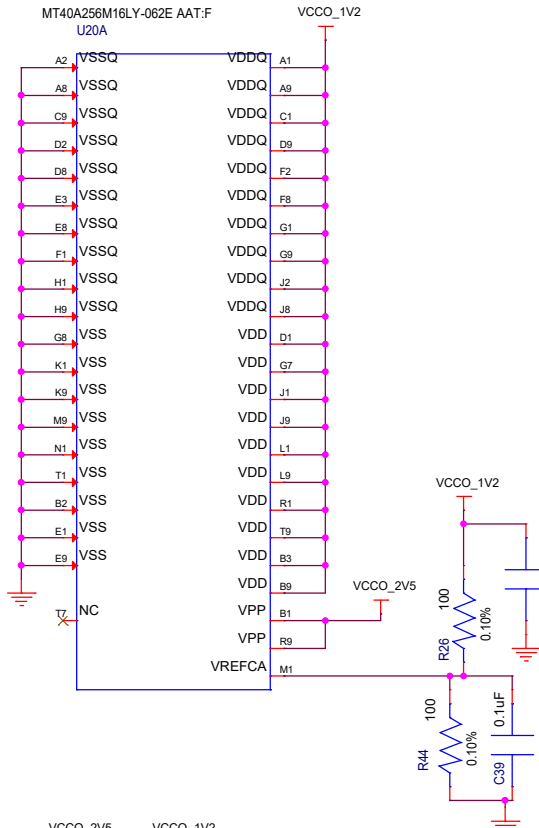 MT40A256M16LY-062E AAT:F
VCCO_1V2
U20A
A2 VSSQ VDDQ A1
A8 VSSQ VDDQ A9
C9 VSSQ VDDQ C1
D2 VSSQ VDDQ D9
D8 VSSQ VDDQ F2
E3 VSSQ VDDQ F8
E8 VSSQ VDDQ G1
F1 VSSQ VDDQ G9
H1 VSSQ VDDQ J2
H9 VSSQ VDDQ J8
G8 VSS VDD D1
K1 VSS VDD G7
K9 VSS VDD J1
M9 VSS VDD J9
N1 VSS VDD L1
T1 VSS VDD L9
B2 VSS VDD R1
E1 VSS VDD T9
E9 VSS VDD B3
VDD B9
T7 NC VPP B1
VPP R9
VREFCA M1
VCCO_1V2
VCCO_2V5
100
R26
0.10%
100
R44
0.10%
0.1uF
C39
VCCO_2V5 VCCO_1V2